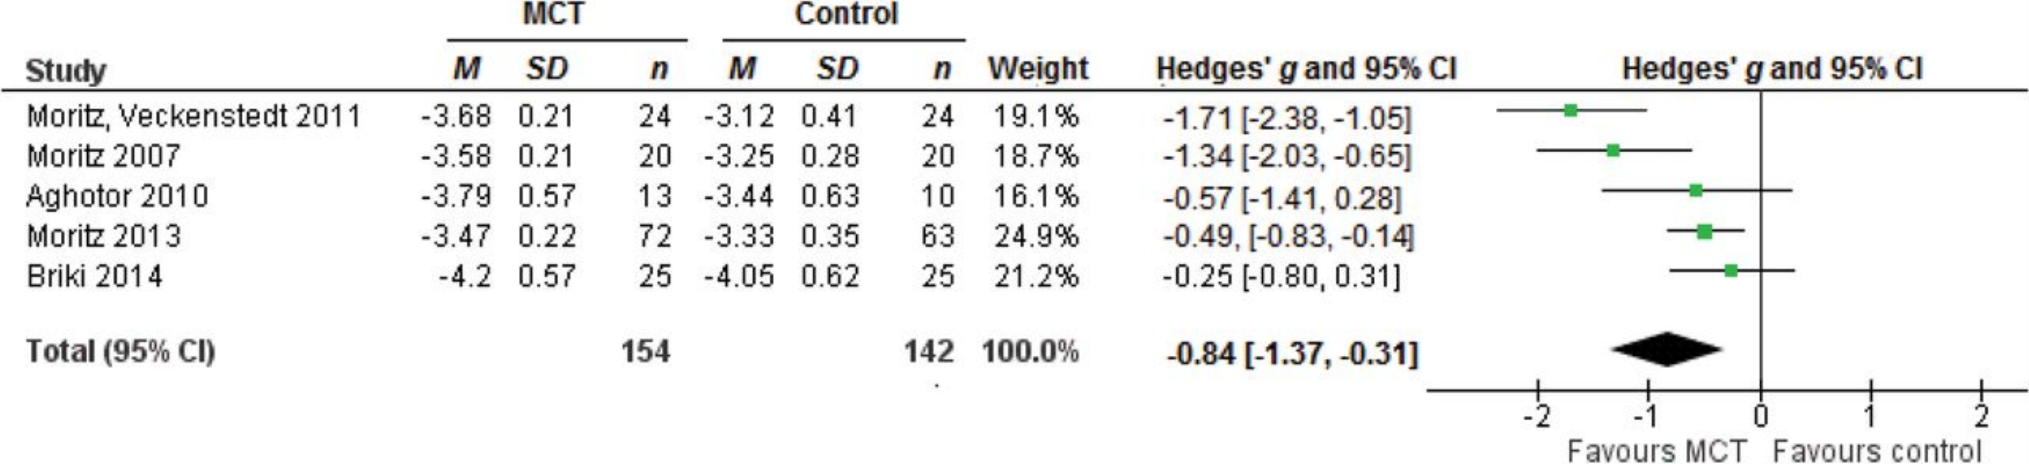 MCT Control
Study M SD n M SD n Weight Hedges' g and 95% CI Hedges' g and 95% CI
Moritz, Veckenstedt 2011 -3.68 0.21 24 -3.12 0.41 24 19.1% -1.71 [-2.38, -1.05]
Moritz 2007 -3.58 0.21 20 -3.25 0.28 20 18.7% -1.34 [-2.03, -0.65]
Aghotor 2010 -3.79 0.57 13 -3.44 0.63 10 16.1% -0.57 [-1.41, 0.28]
Moritz 2013 -3.47 0.22 72 -3.33 0.35 63 24.9% -0.49, [-0.83, -0.14]
Briki 2014 -4.2 0.57 25 -4.05 0.62 25 21.2% -0.25 [-0.80, 0.31]
Total (95% CI) 154 142 100.0% -0.84 [-1.37, -0.31]
-2 -1 0 1 2
Favours MCT Favours control